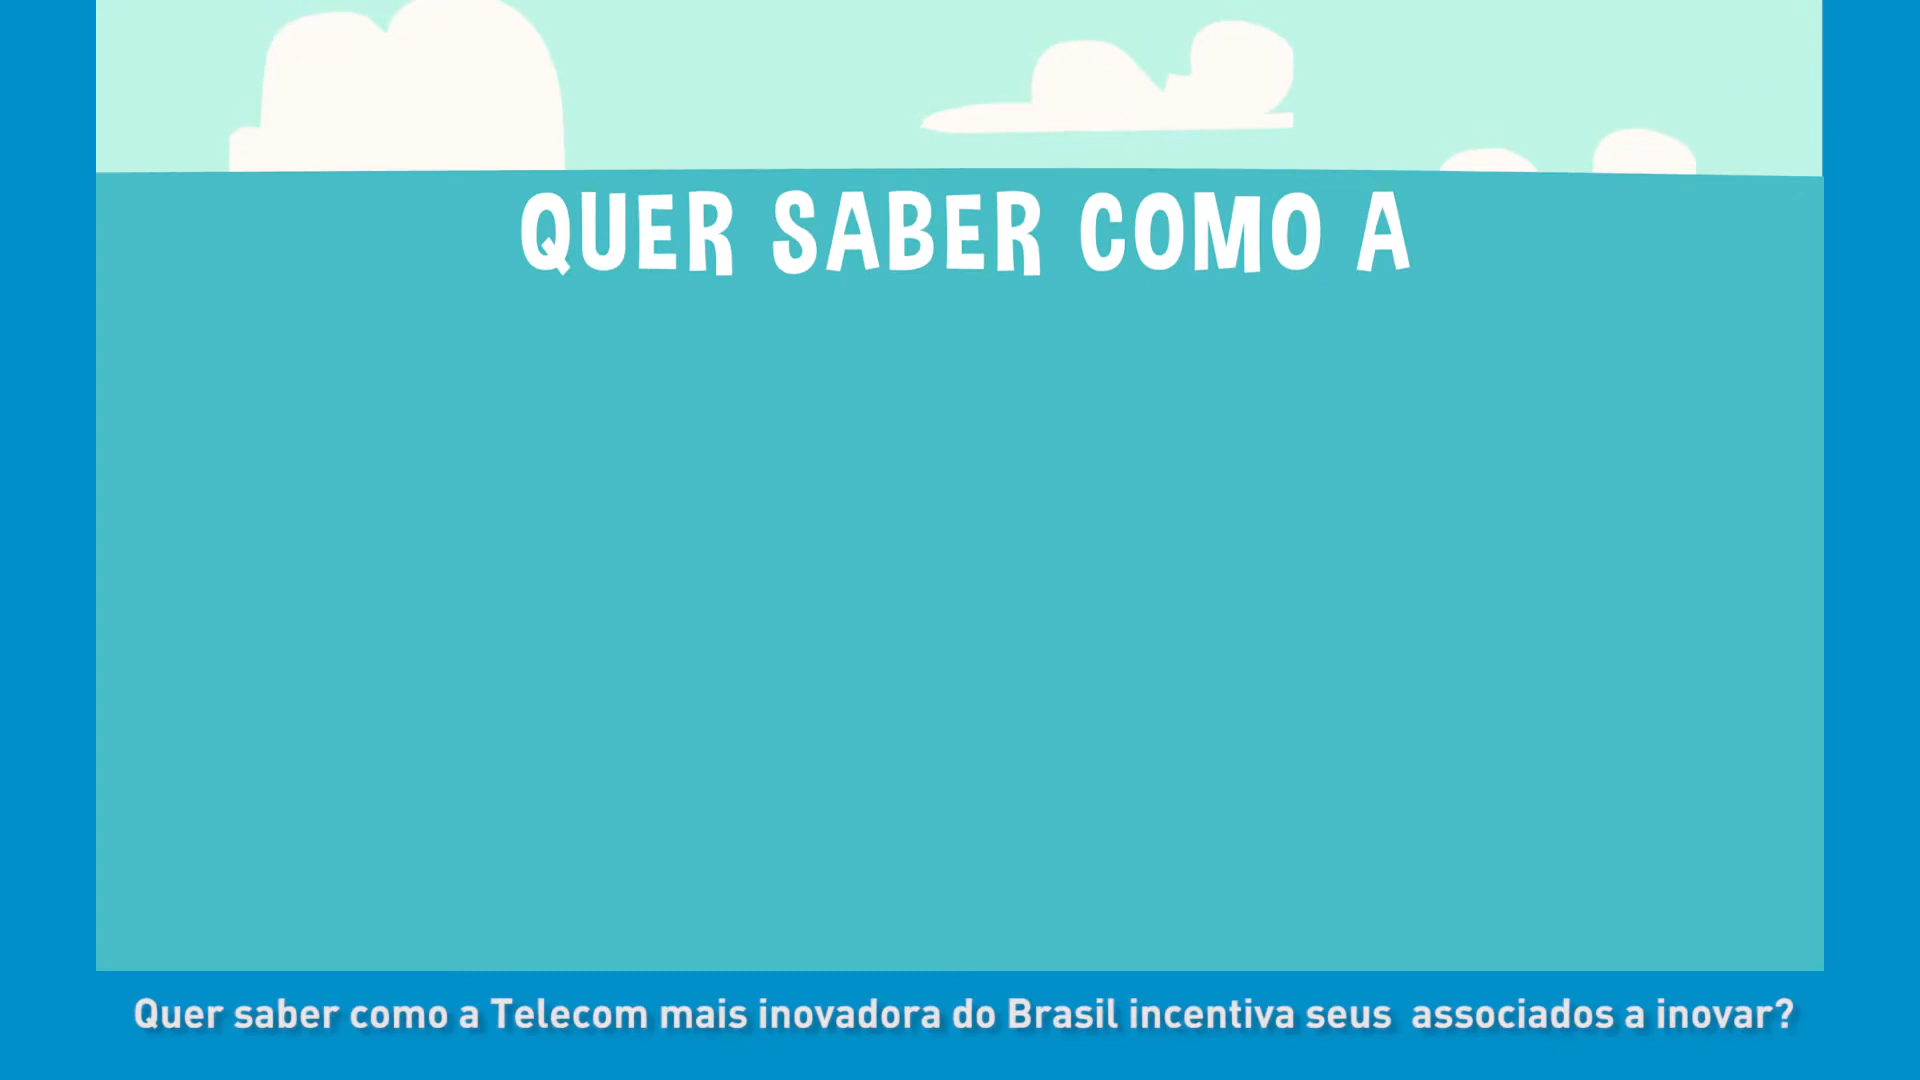 QUER SABER COMO A
Quer saber como a Telecom mais inovadora do Brasil incentiva seus associados a inovar?